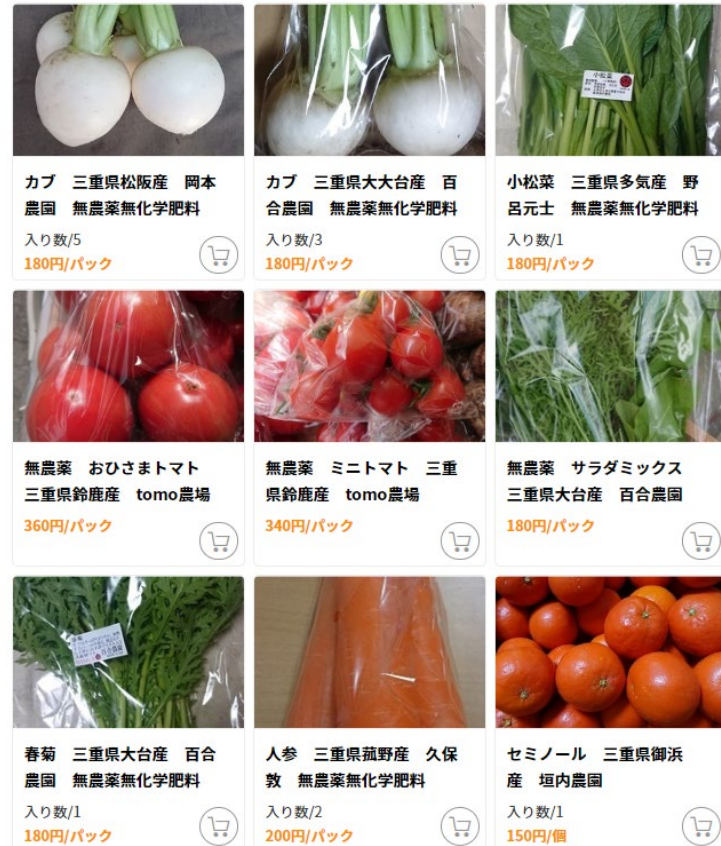 カブ　三重県松阪産　岡本
農園　無農薬無化学肥料
入り数/5
180円/パック
カブ　三重県大大台産　百
合農園　無農薬無化学肥料
入り数/3
180円/パック
小松菜
小松菜　三重県多気産　野
呂元士　無農薬無化学肥料
入り数/1
180円/パック
無農薬　おひさまトマト
三重県鈴鹿産　tomo農場
360円/パック
無農薬　ミニトマト　三重
県鈴鹿産　tomo農場
340円/パック
無農薬　サラダミックス
三重県大台産　百合農園
180円/パック
春菊　三重県大台産　百合
農園　無農薬無化学肥料
入り数/1
180円/パック
人参　三重県菰野産　久保
敦　無農薬無化学肥料
入り数/2
200円/パック
セミノール　三重県御浜
産　垣内農園
入り数/1
150円/個